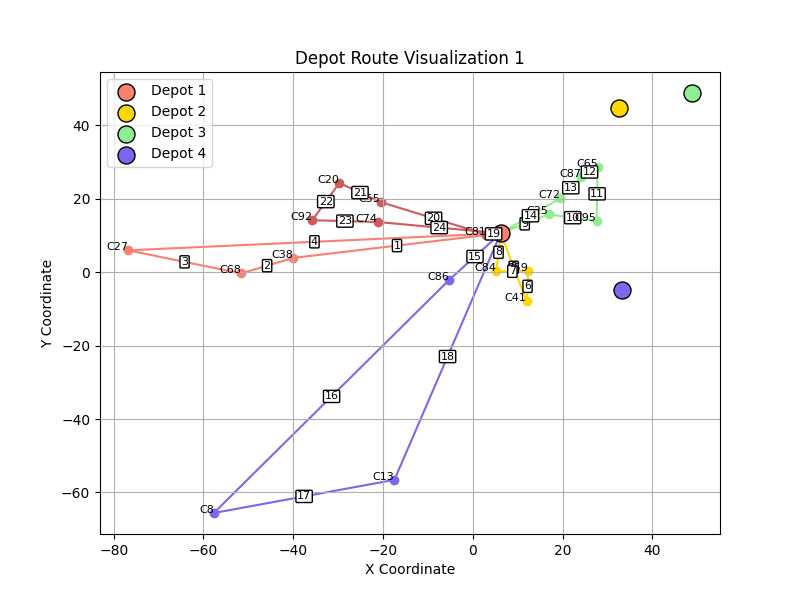 Depot Route Visualization 1
Depot 1
Depot 2
Depot 3
Depot 4
40
20
0
−20
−40
−60
−80
−60
−40
−20
0
20
40
X Coordinate
Y Coordinate
C20
C55
C92
C74
C27
C68
C38
C81
C86
C84
C41
C8
C13
C65
C87
C72
C35
C95
1
2
3
4
6
7
8
10
11
12
13
14
15
16
17
18
19
20
21
22
23
24